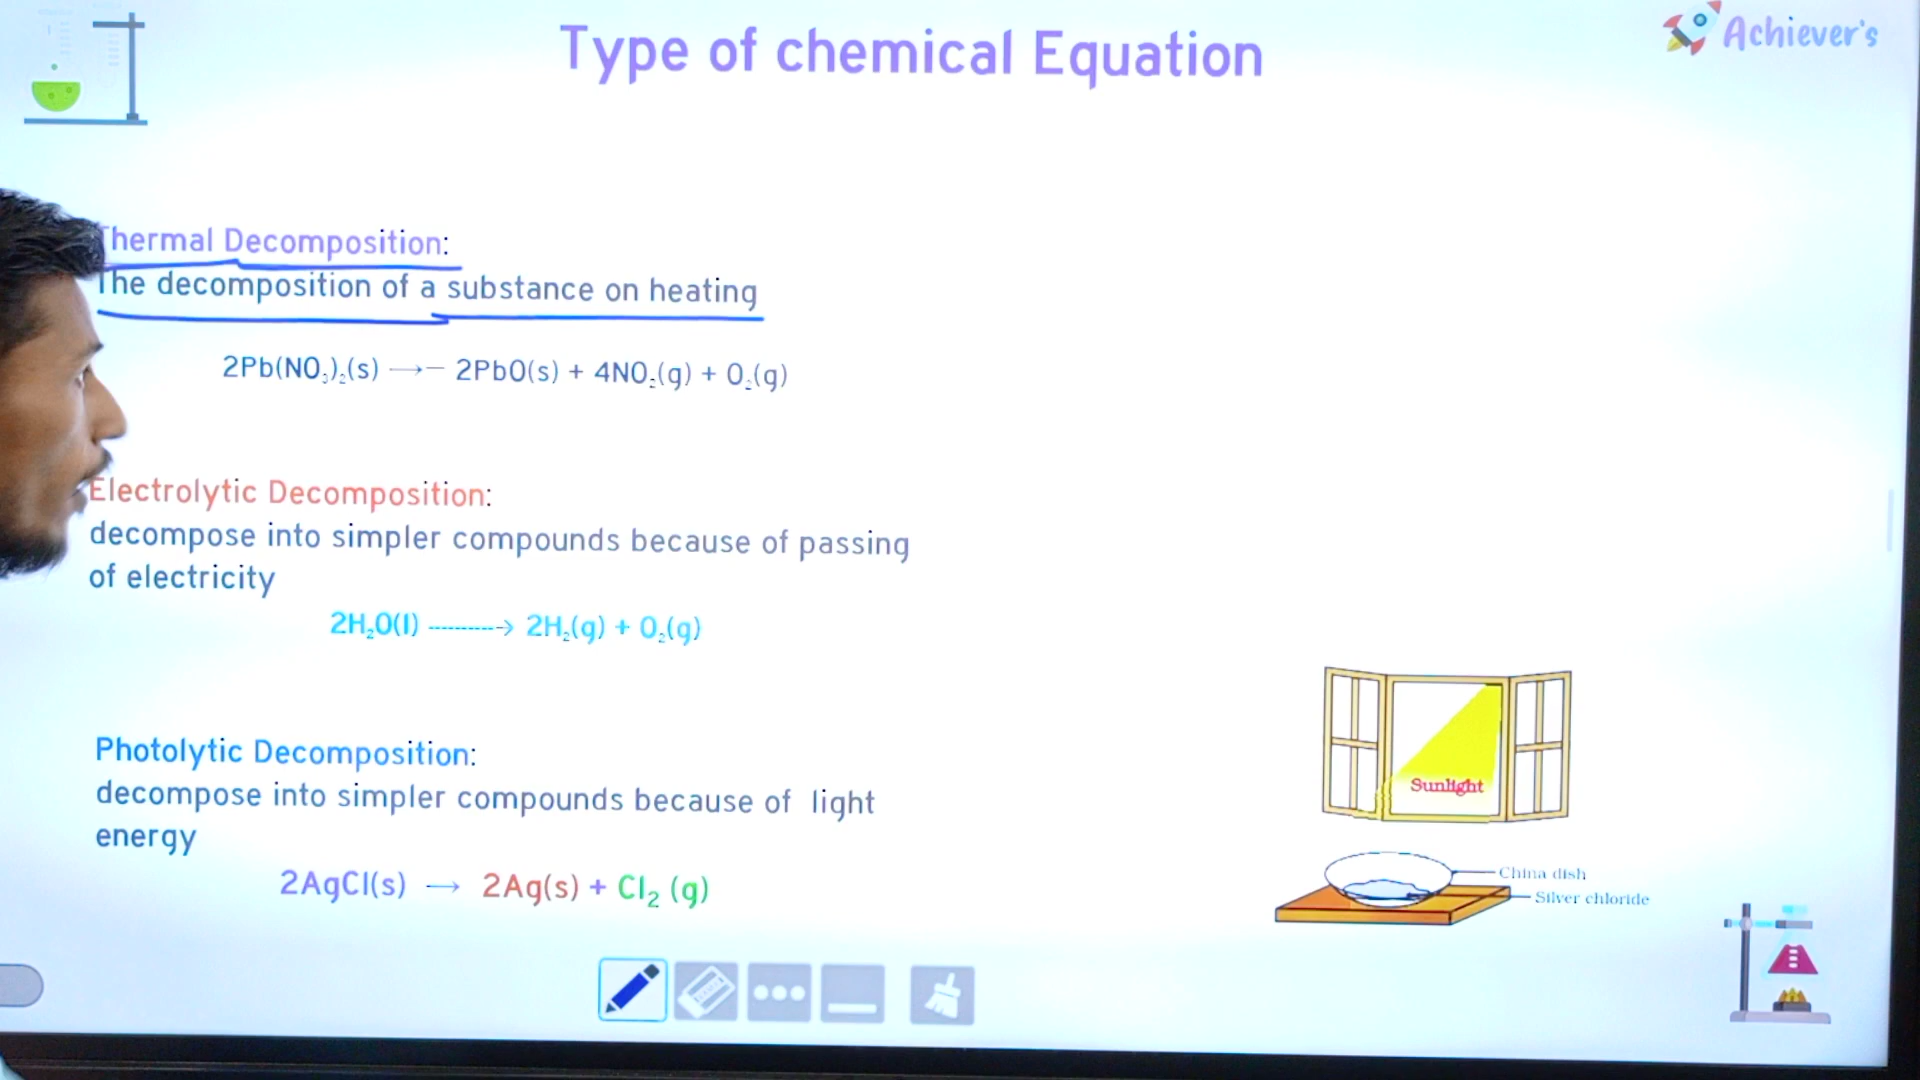 Type of chemical Equation
Achiever's
Thermal Decomposition:
The decomposition of a substance on heating
2Pb(NO₃)₂(s) → 2PbO(s) + 4NO₂(g) + O₂(g)
Electrolytic Decomposition:
decompose into simpler compounds because of passing
of electricity
2H₂O(l) ----------> 2H₂(g) + O₂(g)
Photolytic Decomposition:
decompose into simpler compounds because of light
energy
2AgCl(s) → 2Ag(s) + Cl₂ (g)
Sunlight
China dish
Silver chloride